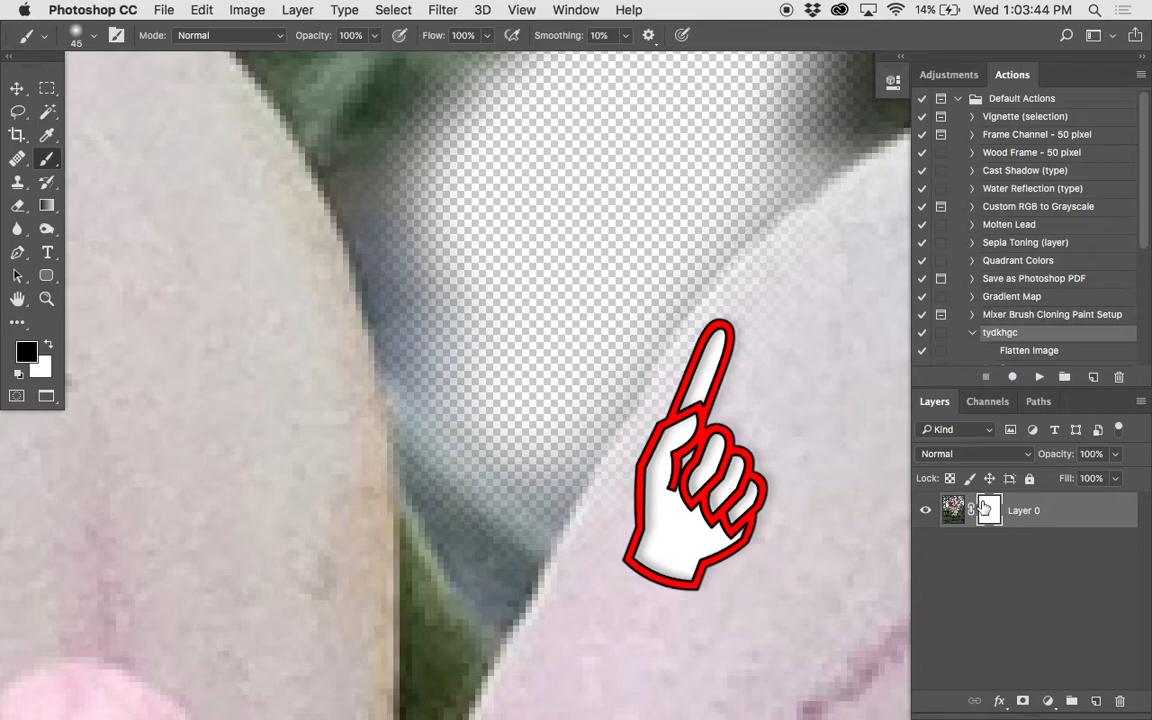 Photoshop CC File Edit Image Layer Type Select Filter 3D View Window Help 14% Wed 1:03:44 PM
45 Mode: Normal Opacity: 100% Flow: 100% Smoothing: 10%
Adjustments Actions
Default Actions
Vignette (selection)
Frame Channel - 50 pixel
Wood Frame - 50 pixel
Cast Shadow (type)
Water Reflection (type)
Custom RGB to Grayscale
Molten Lead
Sepia Toning (layer)
Quadrant Colors
Save as Photoshop PDF
Gradient Map
Mixer Brush Cloning Paint Setup
tydkhgc
Flatten Image
Layers Channels Paths
Kind
Normal Opacity: 100%
Lock: Fill: 100%
Layer 0
fx